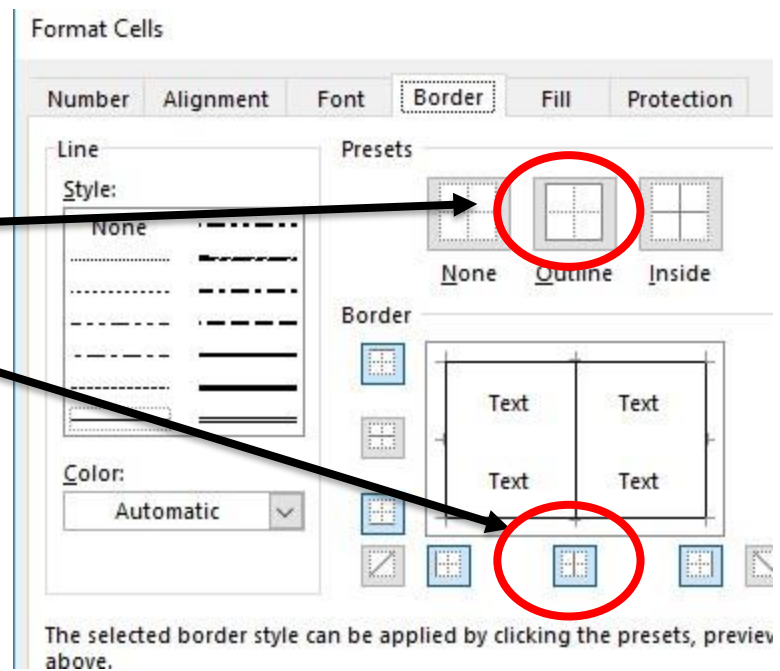 Format Cells
Number Alignment Font Border Fill Protection
Line
Style:
None
Color:
Automatic
Presets
None Outline Inside
Border
Text Text
Text Text
The selected border style can be applied by clicking the presets, preview
above.